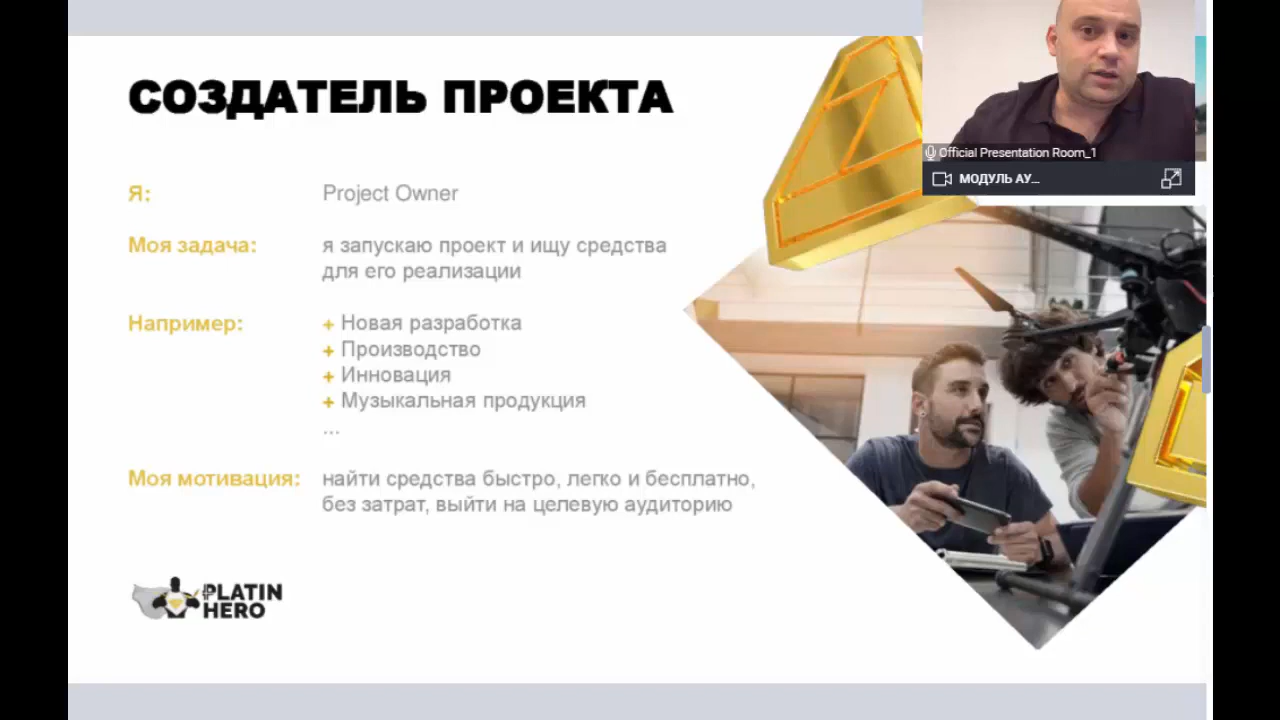 СОЗДАТЕЛЬ ПРОЕКТА
Official Presentation Room_1
МОДУЛЬ АУ...
Я: Project Owner
Моя задача: я запускаю проект и ищу средства
для его реализации
Например: + Новая разработка
+ Производство
+ Инновация
+ Музыкальная продукция
...
Моя мотивация: найти средства быстро, легко и бесплатно,
без затрат, выйти на целевую аудиторию
PLATIN
HERO